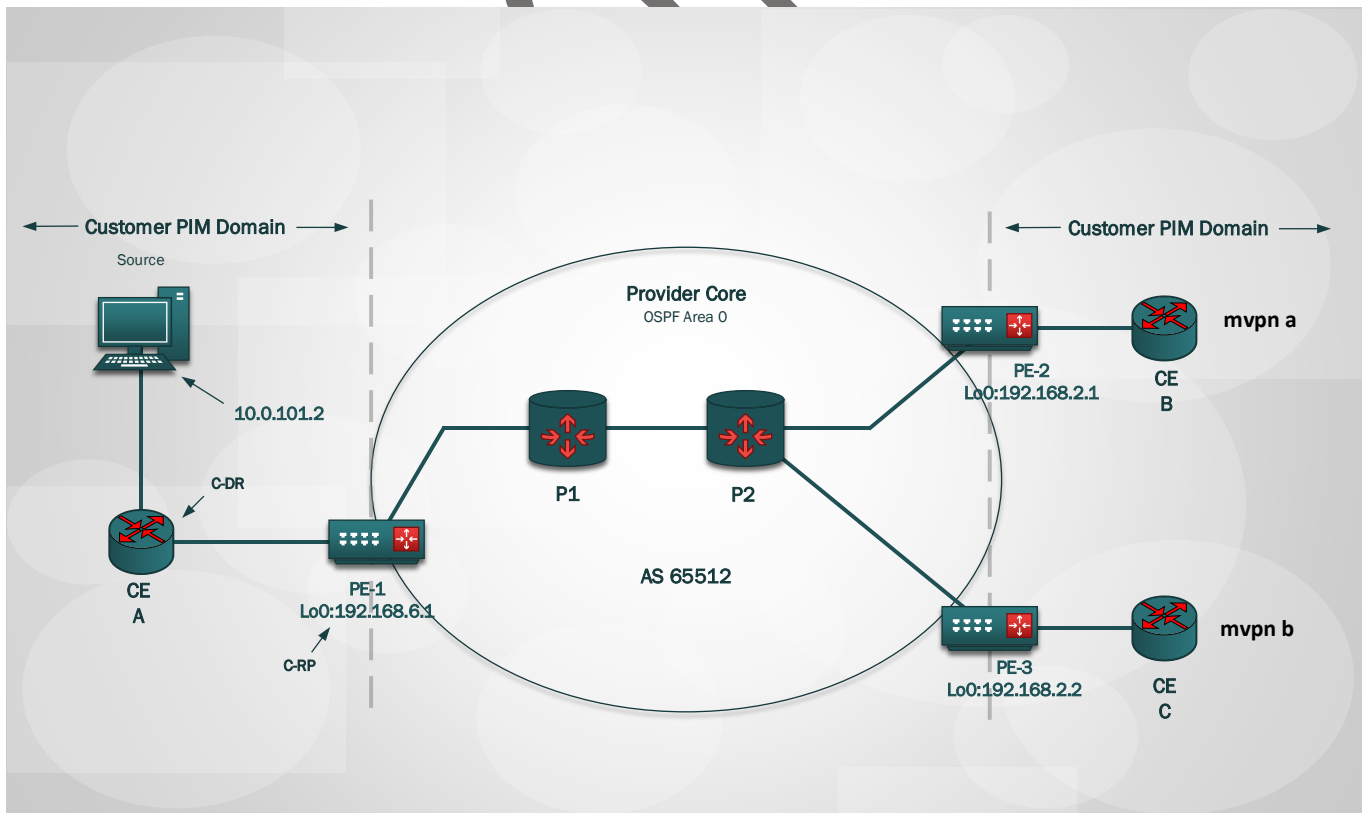 Customer PIM Domain
Source
10.0.101.2
C-DR
CE
A
PE-1
Lo0:192.168.6.1
C-RP
Provider Core
OSPF Area 0
P1
P2
AS 65512
Customer PIM Domain
mvpn a
PE-2
Lo0:192.168.2.1
CE
B
mvpn b
PE-3
Lo0:192.168.2.2
CE
C